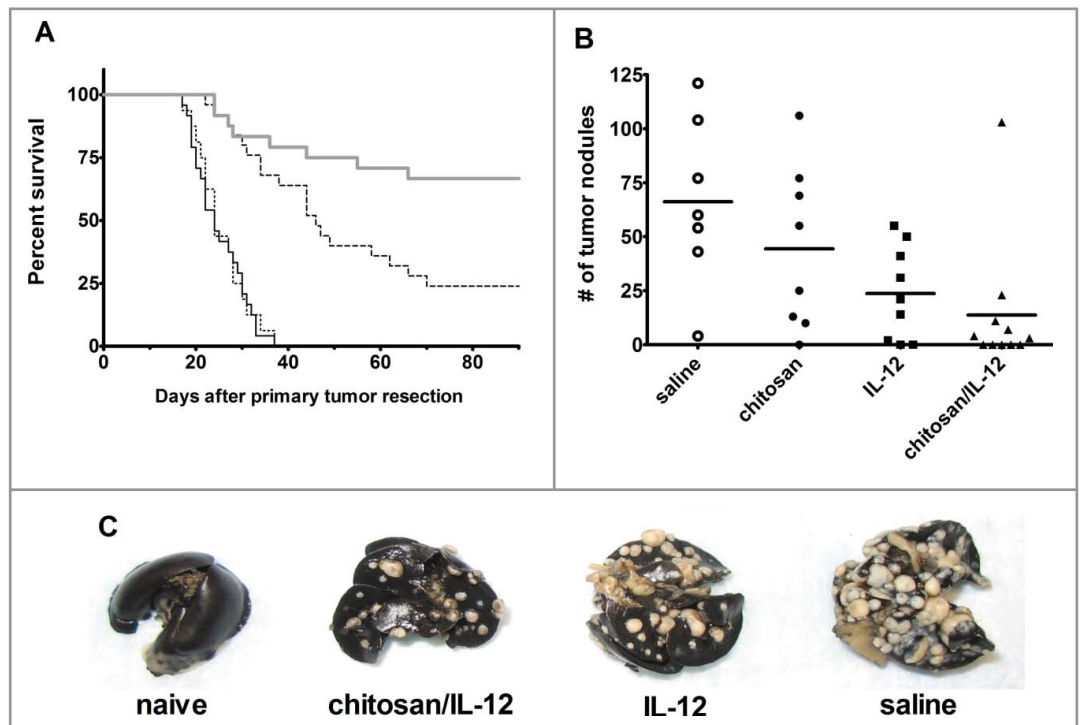 A
Percent survival
100
75
50
25
0
0 20 40 60 80
Days after primary tumor resection
B
# of tumor nodules
125
100
75
50
25
0
saline
chitosan
IL-12
chitosan/IL-12
C
naive
chitosan/IL-12
IL-12
saline